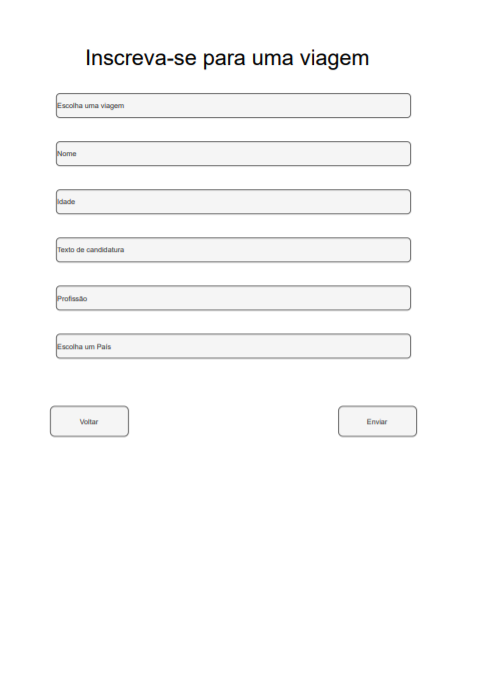 Inscreva-se para uma viagem
Escolha uma viagem
Nome
Idade
Texto de candidatura
Profissão
Escolha um País
Voltar
Enviar